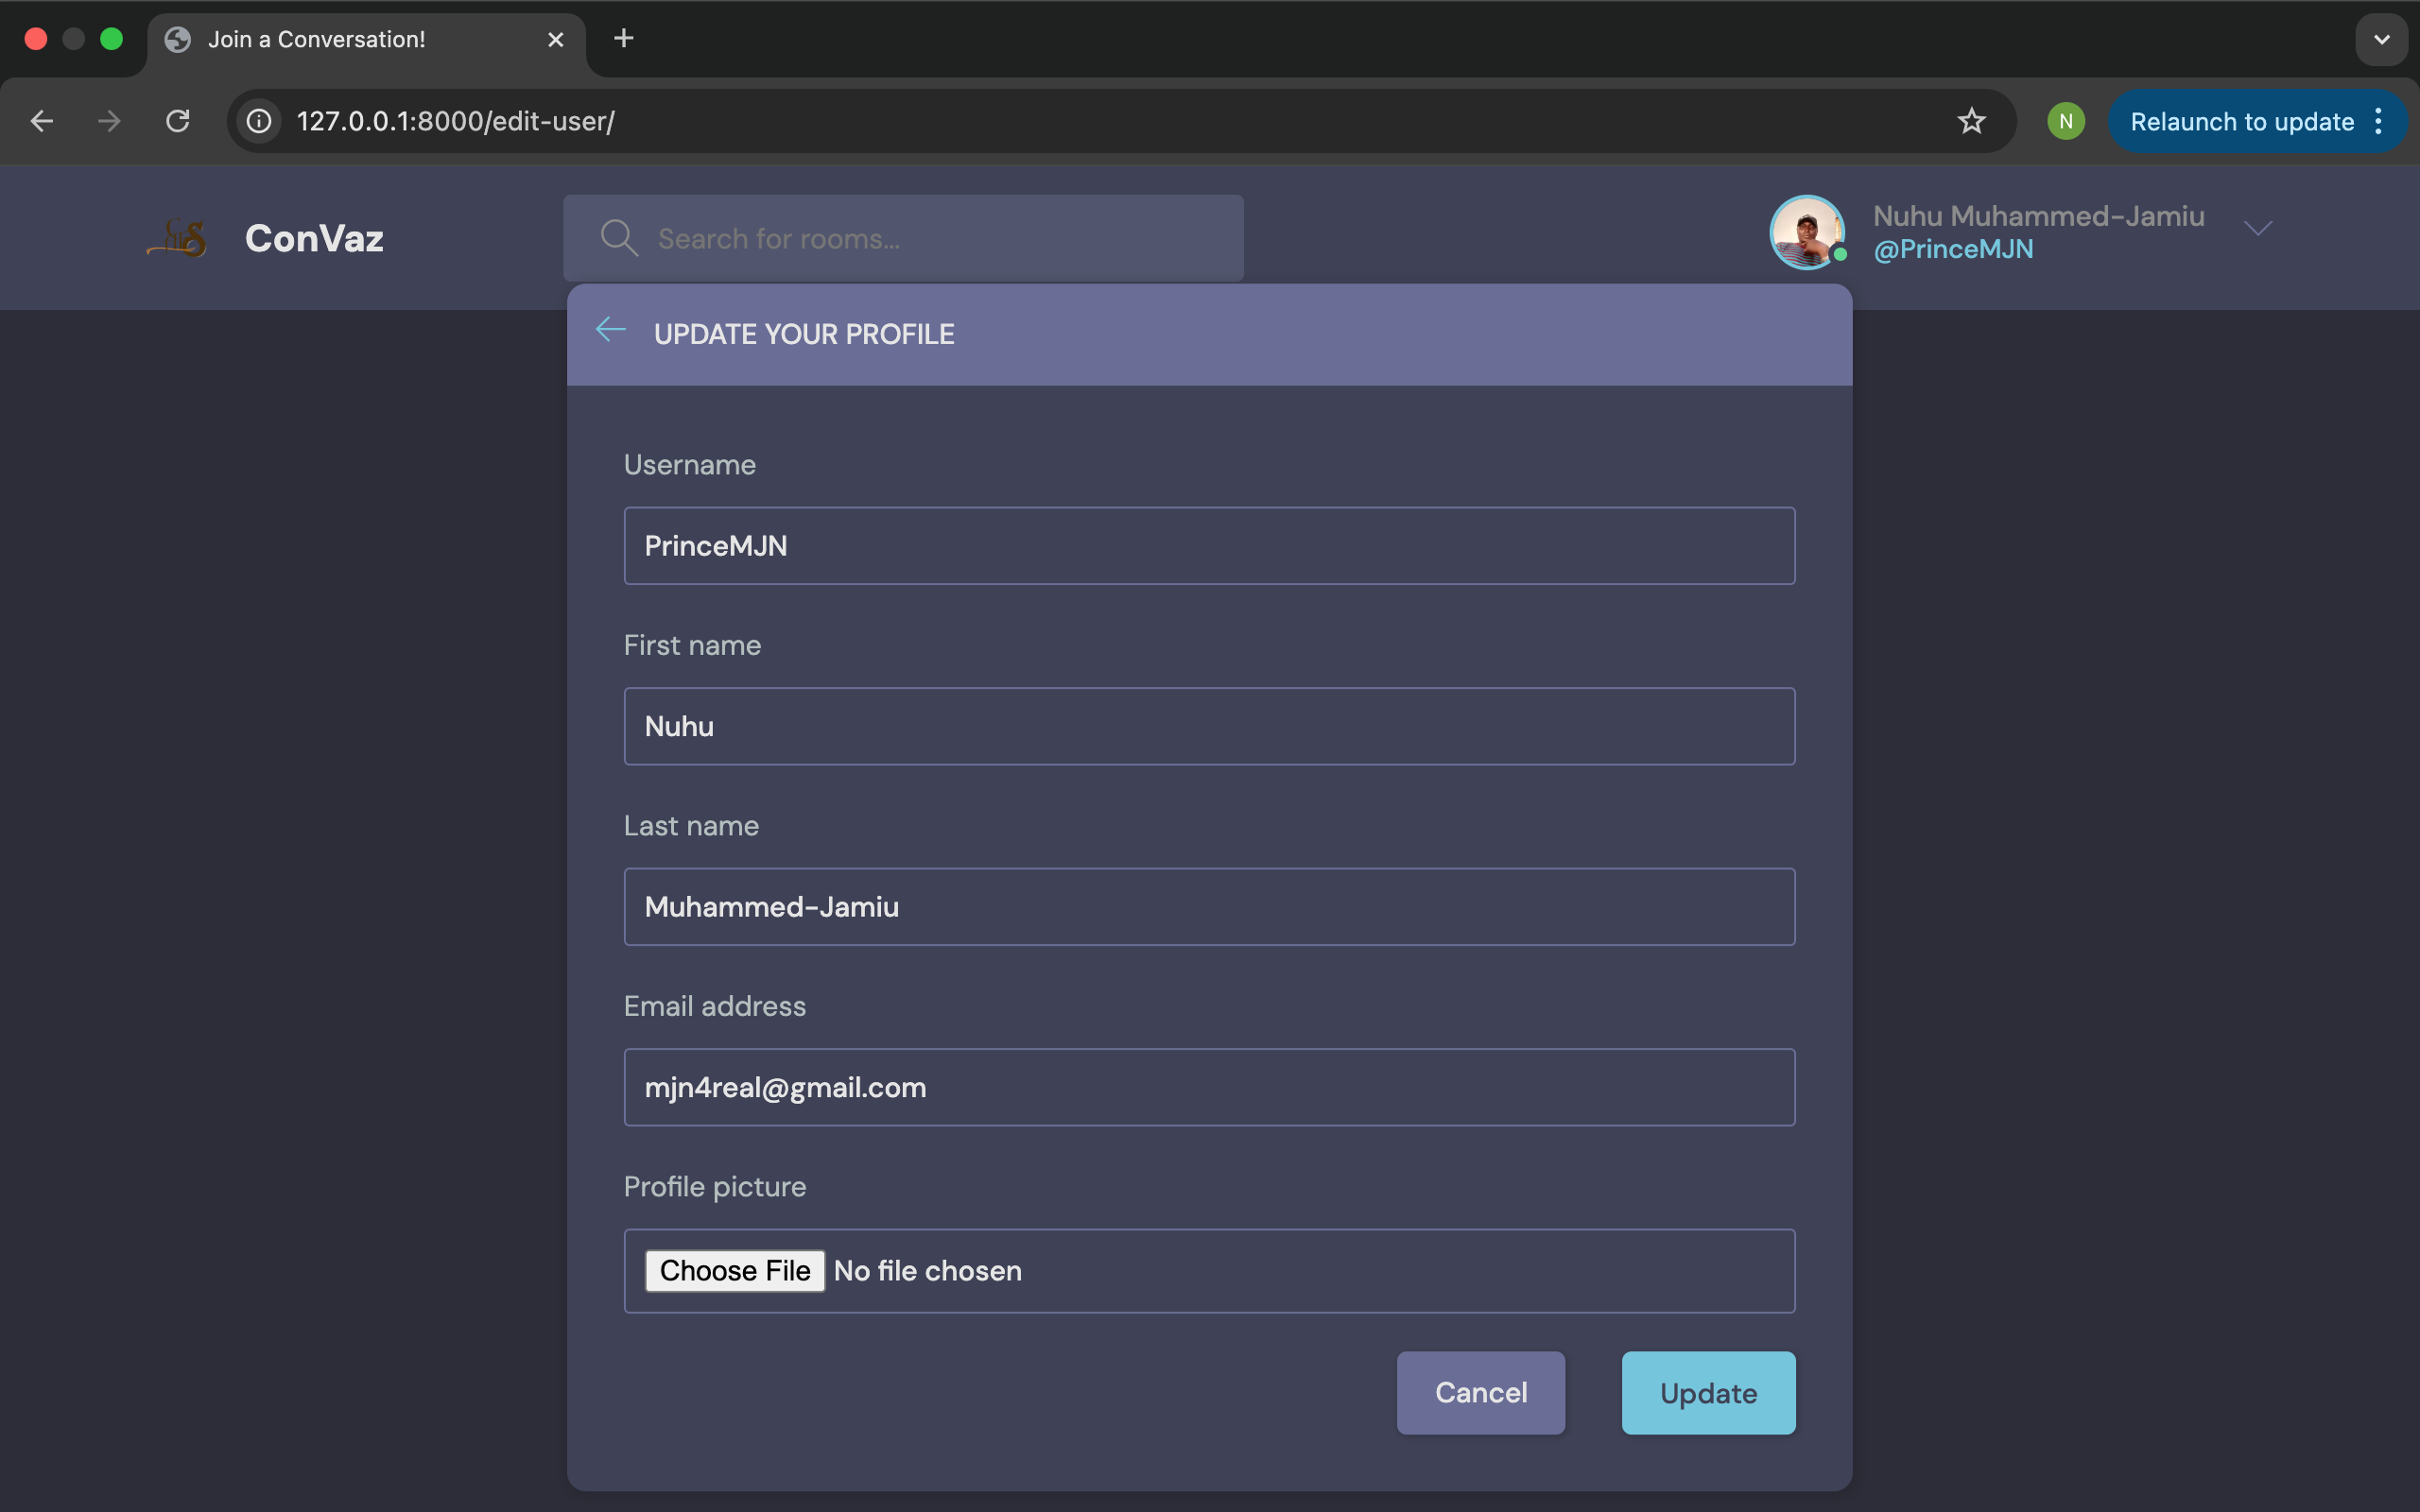 Join a Conversation!
127.0.0.1:8000/edit-user/
N
Relaunch to update
ConVaz
Search for rooms...
Nuhu Muhammed-Jamiu
@PrinceMJN
UPDATE YOUR PROFILE
Username
PrinceMJN
First name
Nuhu
Last name
Muhammed-Jamiu
Email address
mjn4real@gmail.com
Profile picture
Choose File No file chosen
Cancel
Update